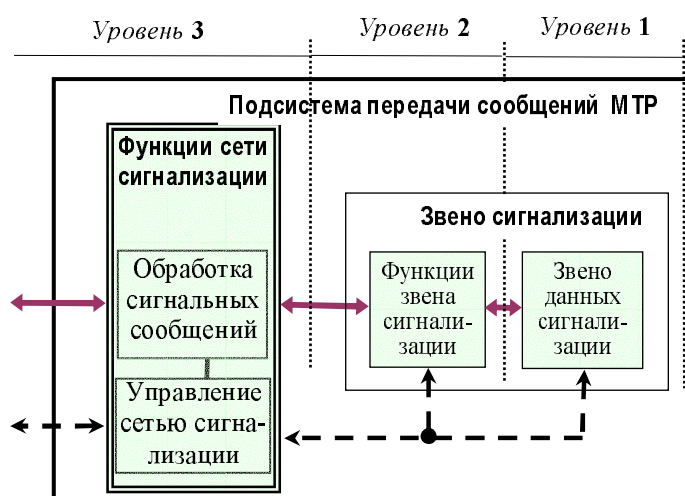 Уровень 3
Уровень 2
Уровень 1
Подсистема передачи сообщений МТР
Функции сети
сигнализации
Звено сигнализации
Обработка
сигнальных
сообщений
Функции
звена
сигнали-
зации
Звено
данных
сигнали-
зации
Управление
сетью сигна-
лизации